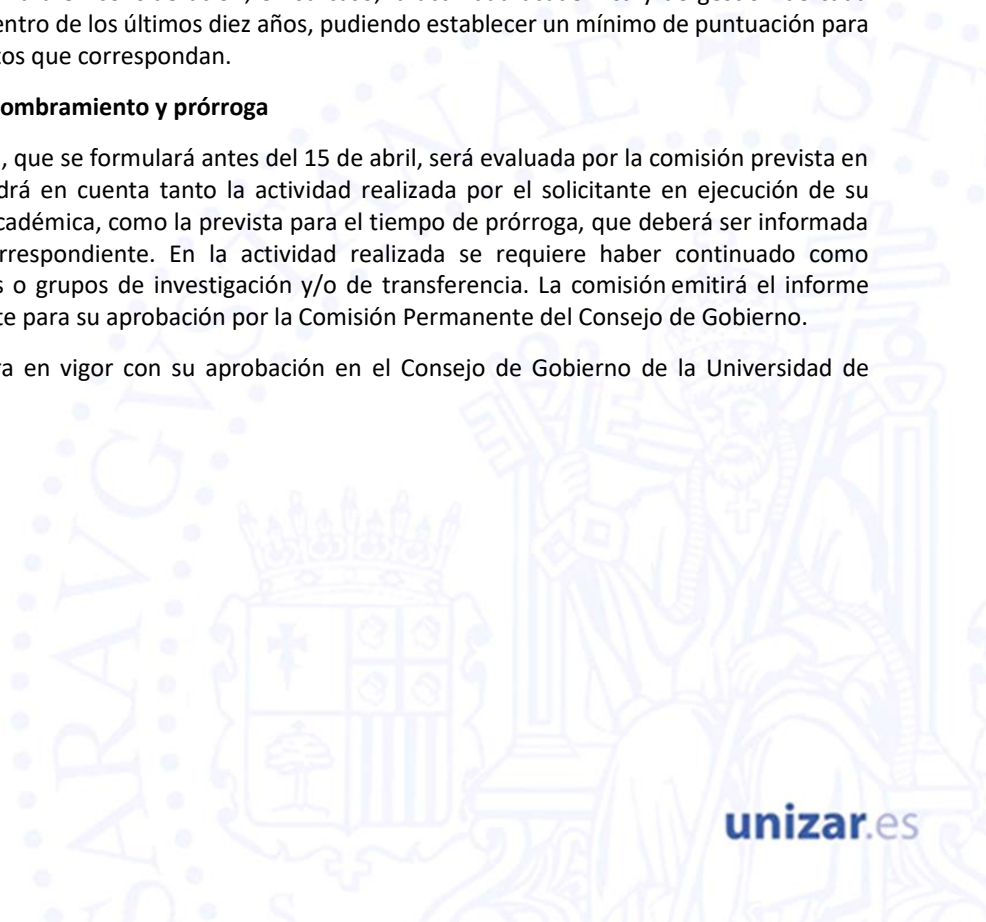 entro de los últimos diez años, pudiendo establecer un mínimo de puntuación para
os que correspondan.
ombramiento y prórroga
, que se formulará antes del 15 de abril, será evaluada por la comisión prevista en
drá en cuenta tanto la actividad realizada por el solicitante en ejecución de su
cadémica, como la prevista para el tiempo de prórroga, que deberá ser informada
rrespondiente. En la actividad realizada se requiere haber continuado como
s o grupos de investigación y/o de transferencia. La comisión emitirá el informe
te para su aprobación por la Comisión Permanente del Consejo de Gobierno.
ra en vigor con su aprobación en el Consejo de Gobierno de la Universidad de
unizar.es